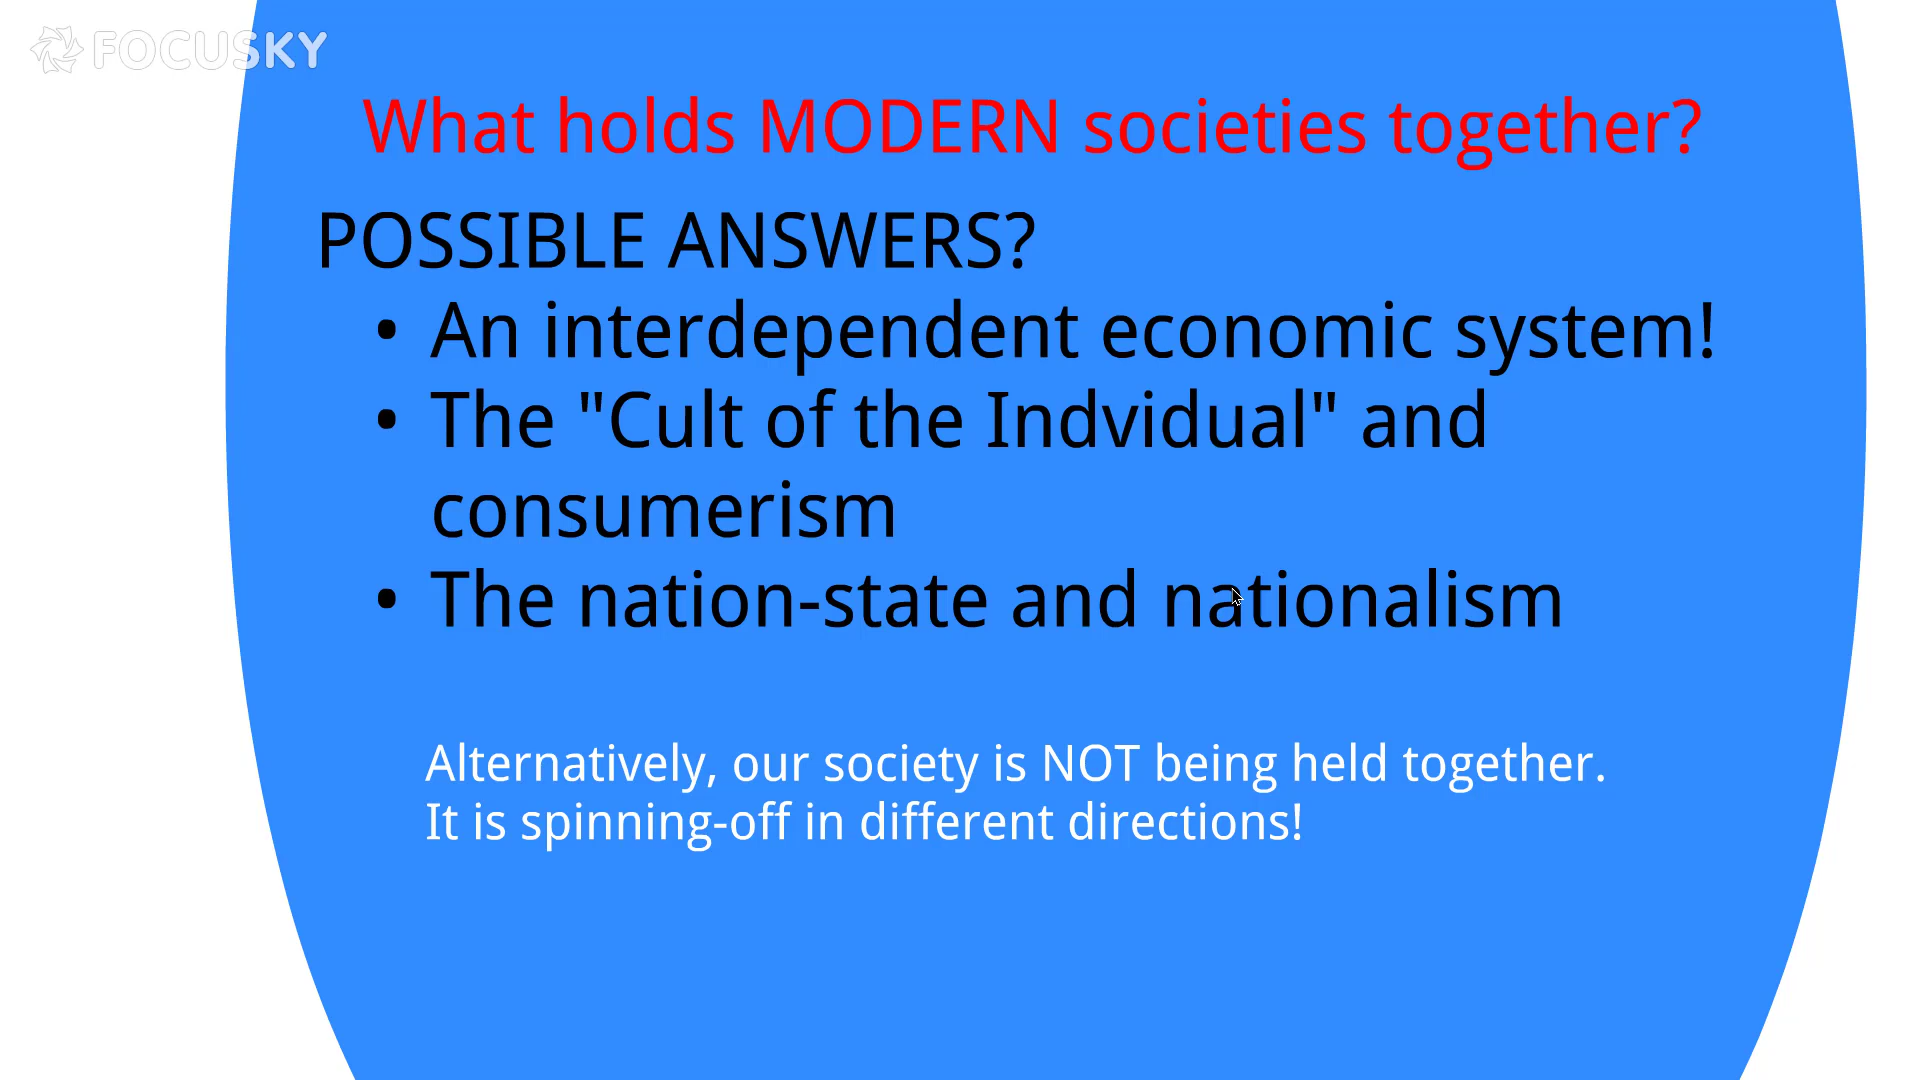 FOCUSKY
What holds MODERN societies together?
POSSIBLE ANSWERS?
• An interdependent economic system!
• The "Cult of the Indvidual" and
consumerism
• The nation-state and nationalism
Alternatively, our society is NOT being held together.
It is spinning-off in different directions!